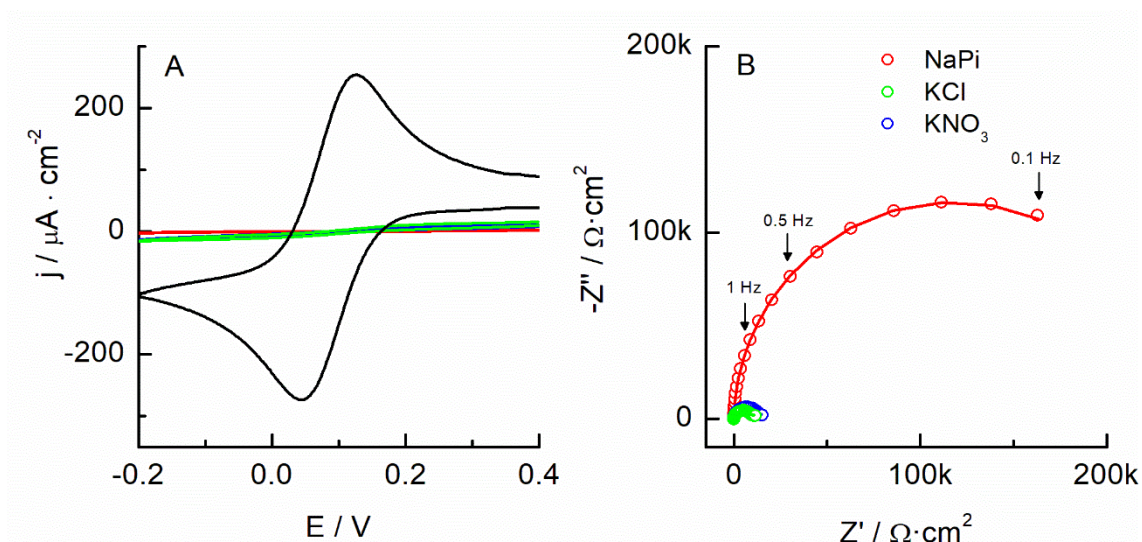 A
200
0
-200
j / μA · cm⁻²
-0.2
0.0
0.2
0.4
E / V
B
NaPi
KCl
KNO₃
200k
100k
0
-Z'' / Ω·cm²
0.1 Hz
0.5 Hz
1 Hz
0
100k
200k
Z' / Ω·cm²